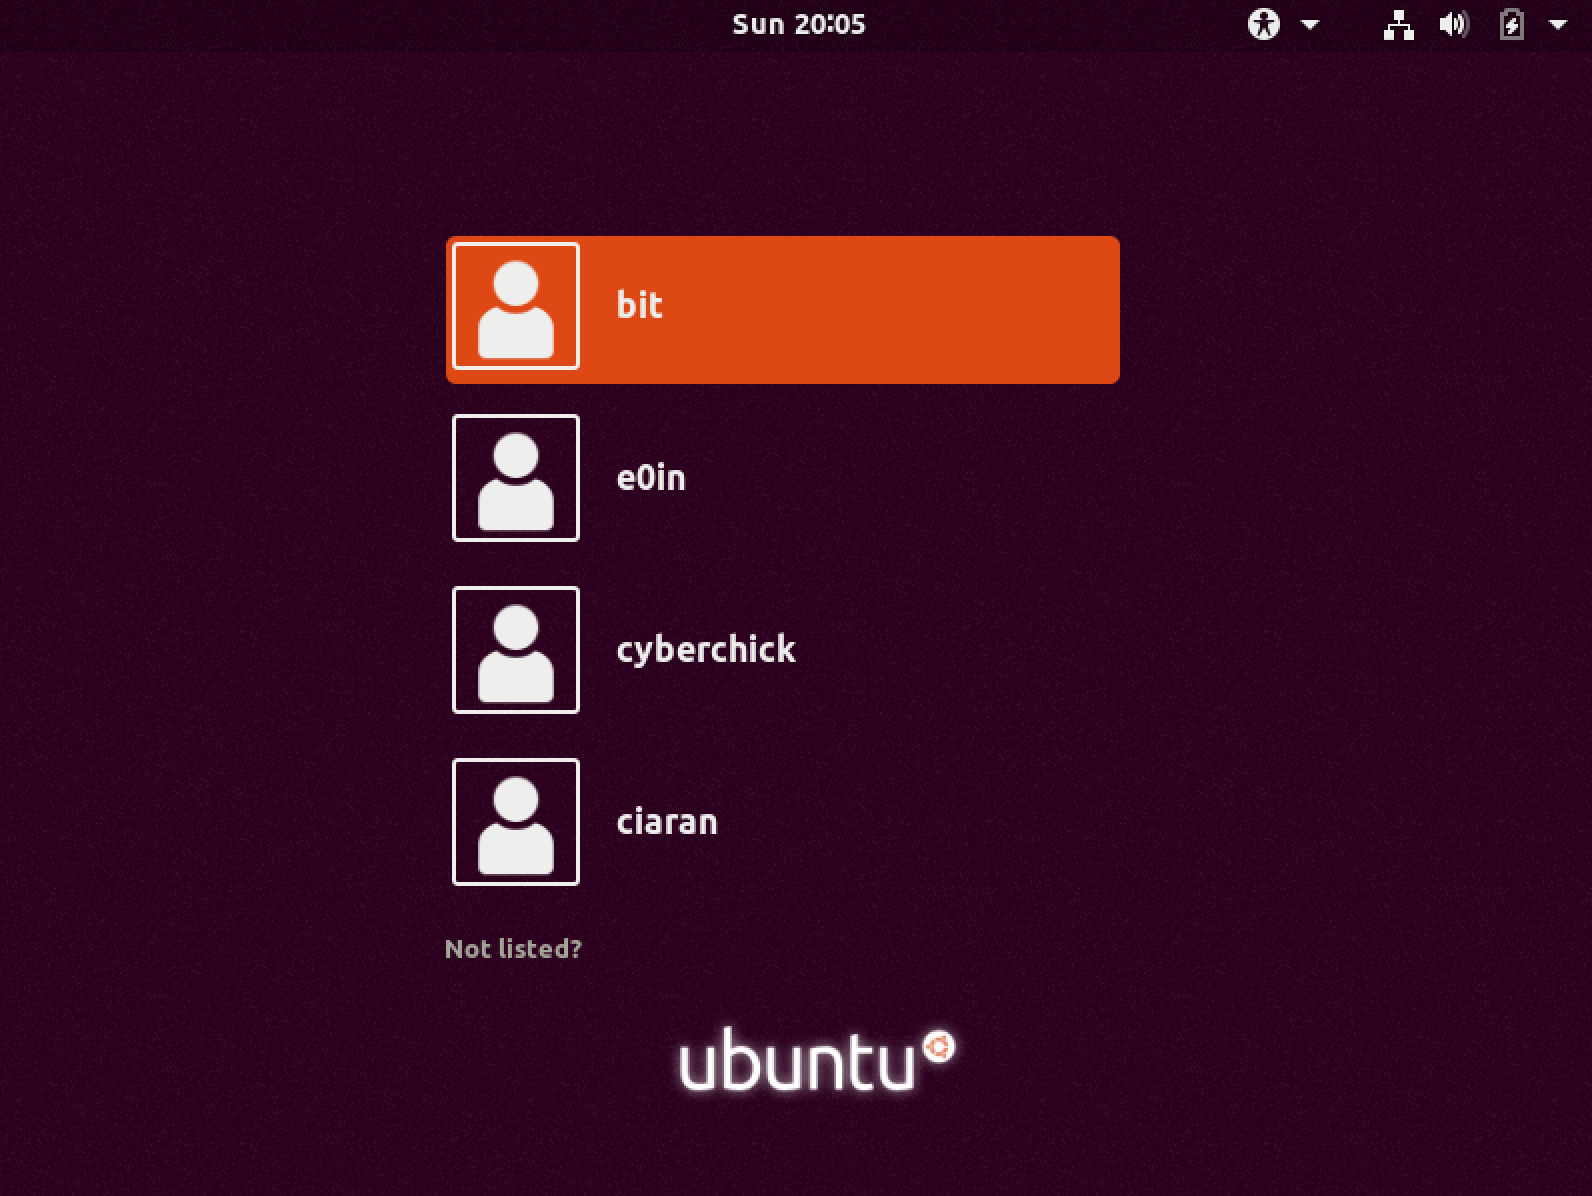 Sun 20:05
bit
e0in
cyberchick
ciaran
Not listed?
ubuntu